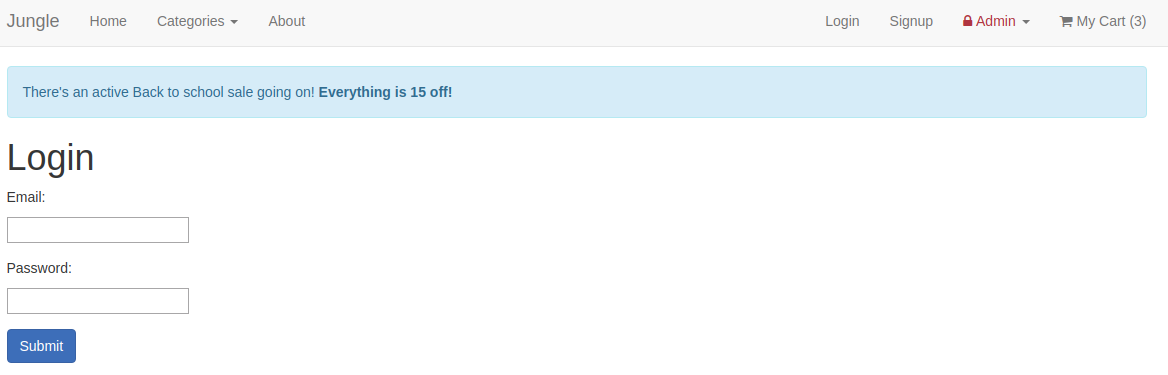 Jungle Home Categories About Login Signup Admin My Cart (3)
There's an active Back to school sale going on! Everything is 15 off!
Login
Email:
Password:
Submit